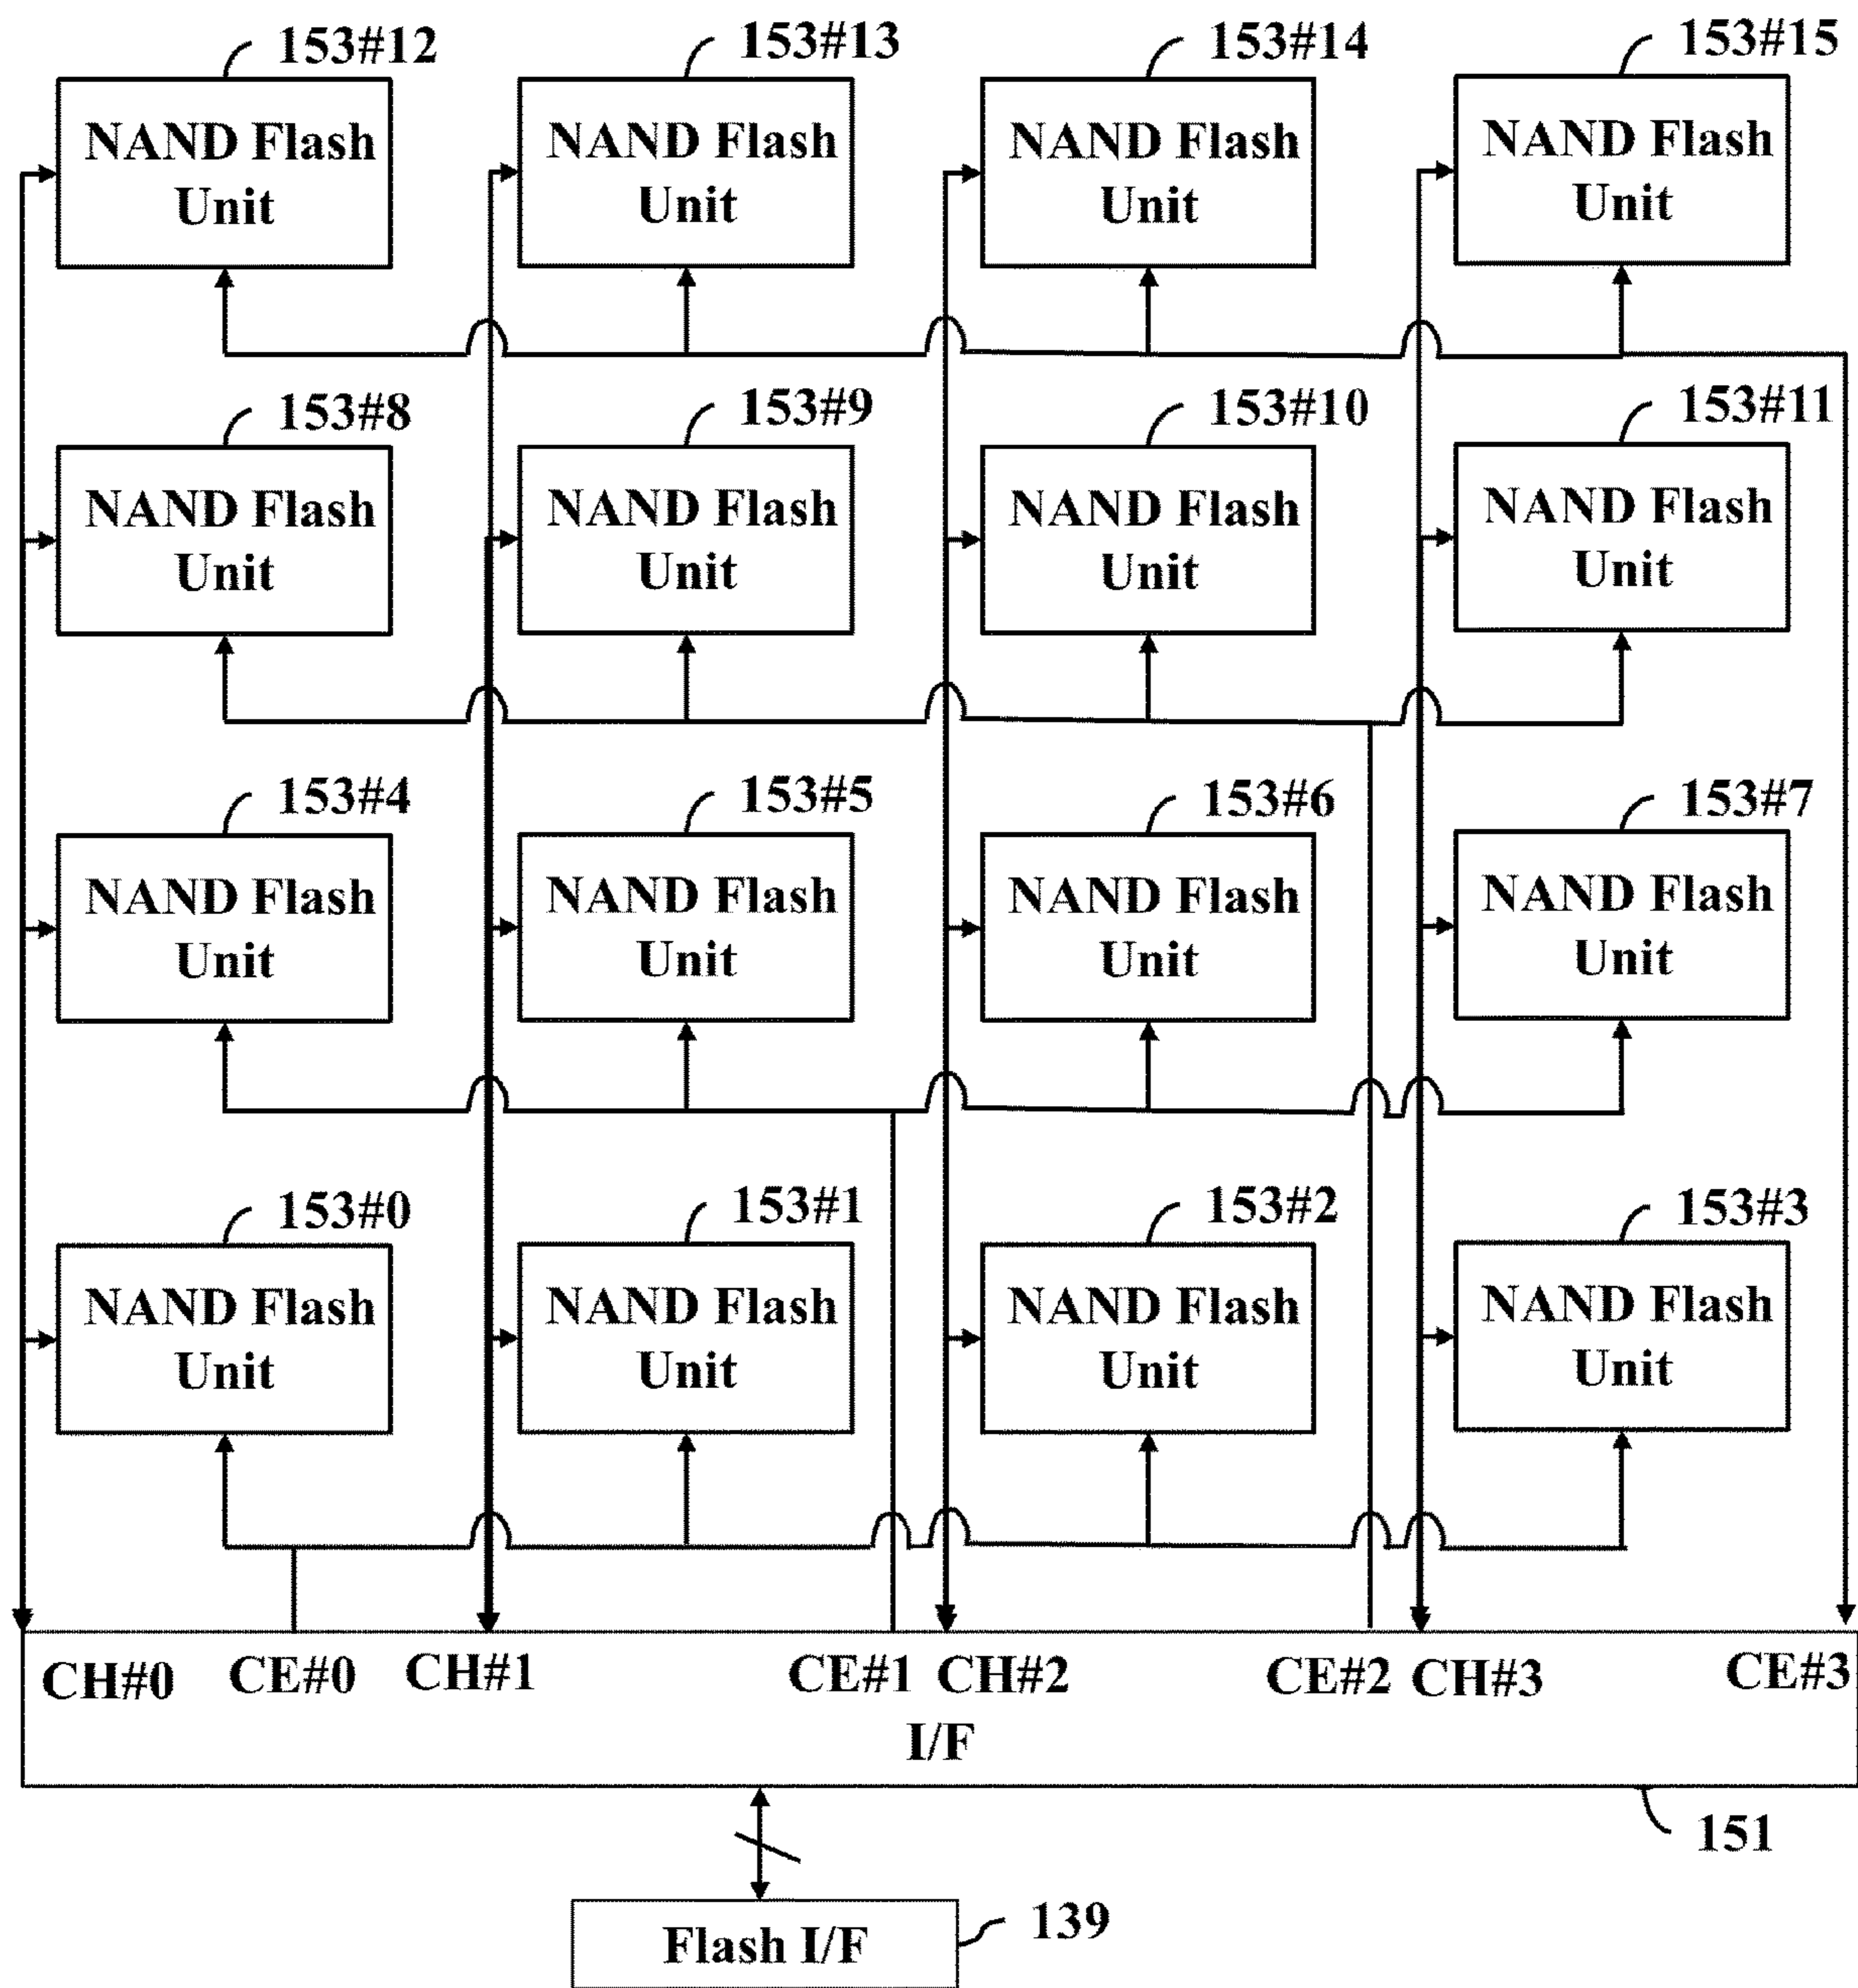 153#12
153#13
153#14
153#15
NAND Flash
Unit
NAND Flash
Unit
NAND Flash
Unit
NAND Flash
Unit
153#8
153#9
153#10
153#11
NAND Flash
Unit
NAND Flash
Unit
NAND Flash
Unit
NAND Flash
Unit
153#4
153#5
153#6
153#7
NAND Flash
Unit
NAND Flash
Unit
NAND Flash
Unit
NAND Flash
Unit
153#0
153#1
153#2
153#3
NAND Flash
Unit
NAND Flash
Unit
NAND Flash
Unit
NAND Flash
Unit
CH#0 CE#0 CH#1 CE#1 CH#2 CE#2 CH#3 CE#3
I/F
151
Flash I/F
139